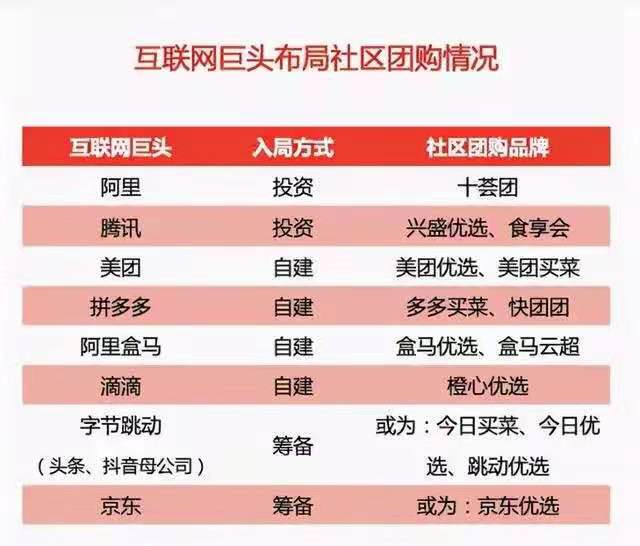 互联网巨头布局社区团购情况
互联网巨头 入局方式 社区团购品牌
阿里 投资 十荟团
腾讯 投资 兴盛优选、食享会
美团 自建 美团优选、美团买菜
拼多多 自建 多多买菜、快团团
阿里盒马 自建 盒马优选、盒马云超
滴滴 自建 橙心优选
字节跳动
（头条、抖音母公司）
筹备
或为：今日买菜、今日优
选、跳动优选
京东 筹备 或为：京东优选